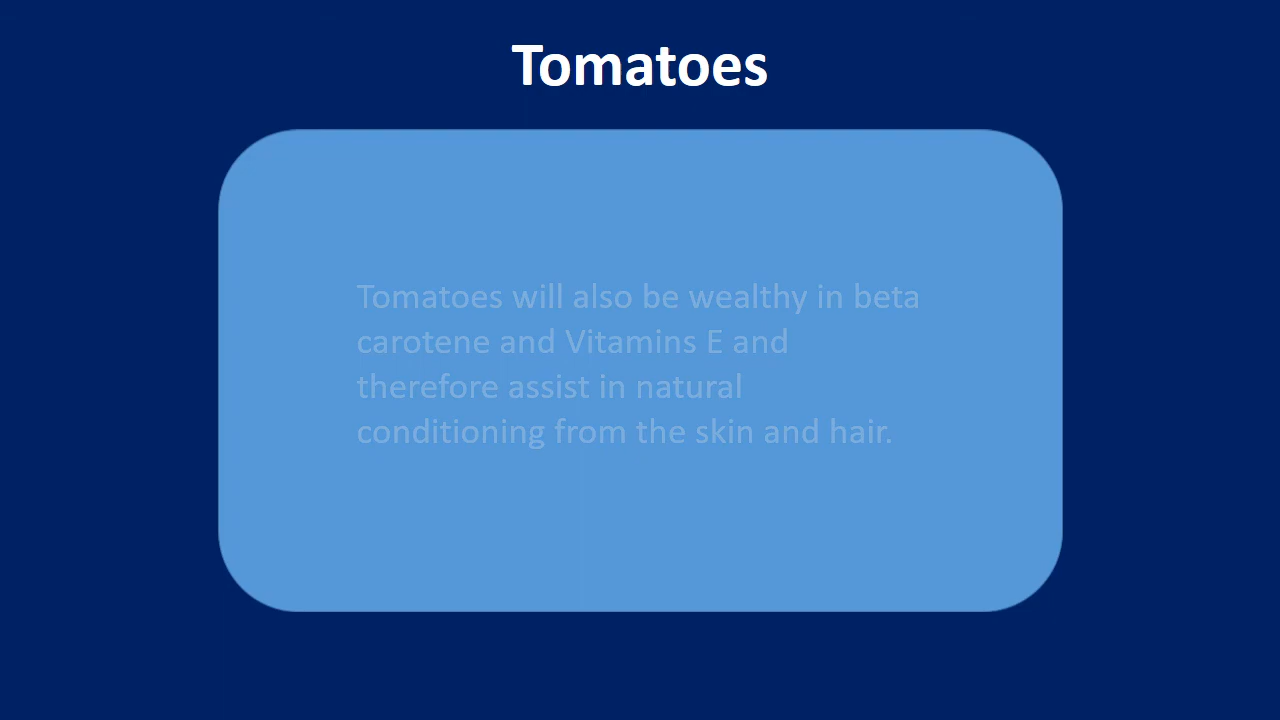 Tomatoes
Tomatoes will also be wealthy in beta
carotene and Vitamins E and
therefore assist in natural
conditioning from the skin and hair.